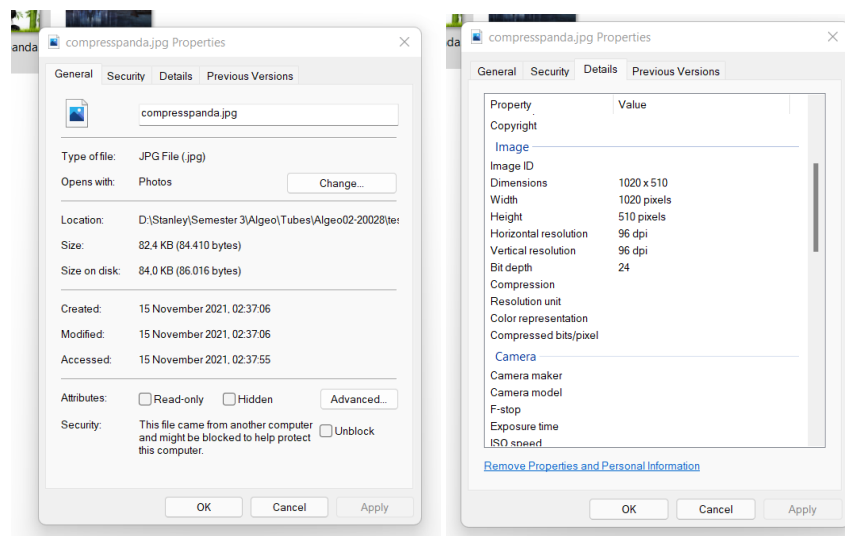 anda
compresspanda.jpg Properties
General Security Details Previous Versions
compresspanda.jpg
Type of file: JPG File (.jpg)
Opens with: Photos Change...
Location: D:\Stanley\Semester 3\Algeo\Tubes\Algeo02-20028\tes
Size: 82,4 KB (84.410 bytes)
Size on disk: 84,0 KB (86.016 bytes)
Created: 15 November 2021, 02:37:06
Modified: 15 November 2021, 02:37:06
Accessed: 15 November 2021, 02:37:55
Attributes: Read-only Hidden Advanced...
Security: This file came from another computer
and might be blocked to help protect
this computer.
Unblock
OK Cancel Apply
da
compresspanda.jpg Properties
General Security Details Previous Versions
Property Value
Copyright
Image
Image ID
Dimensions 1020 x 510
Width 1020 pixels
Height 510 pixels
Horizontal resolution 96 dpi
Vertical resolution 96 dpi
Bit depth 24
Compression
Resolution unit
Color representation
Compressed bits/pixel
Camera
Camera maker
Camera model
F-stop
Exposure time
ISO speed
Remove Properties and Personal Information
OK Cancel Apply